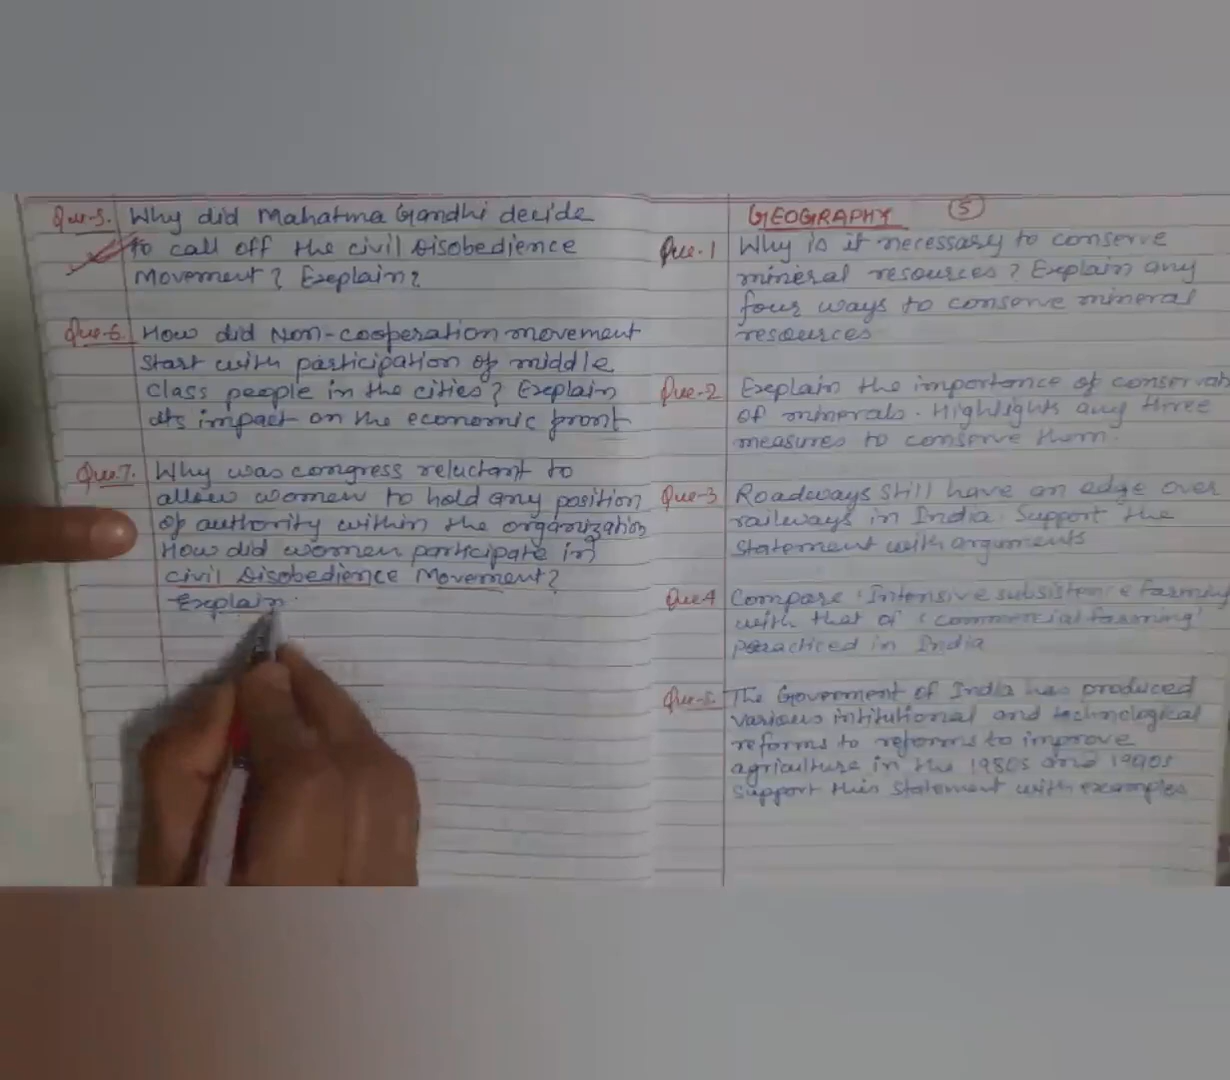 Que-5. Why did Mahatma Gandhi decide
to call off the civil Disobedience
Movement? Exeplain?
Que-6. How did Non-cooperation movement
start with participation of middle
class people in the cities? Exeplain
its impact on the economic front
Que.7. Why was congress reluctant to
allow women to hold any position
of authority within the organization
How did women participate in
civil Disobedience Movement?
Explain.
GEOGRAPHY 5
Que.1 Why is it necessary to conserve
mineral resources? Explain any
four ways to conserve mineral
resources
Que-2 Explain the importance of conservat
of minerals. Highlights any three
measures to conserve them.
Que-3 Roadways still have an edge over
railways in India. Support the
statement with arguments
Que4 Compare 'Intensive subsistence farming
with that of 'commercial farming'
practiced in India
Que-5. The Government of India has produced
various intitutional and technological
reforms to reforms to improve
agriculture in the 1980s and 1990s
support this statement with examples